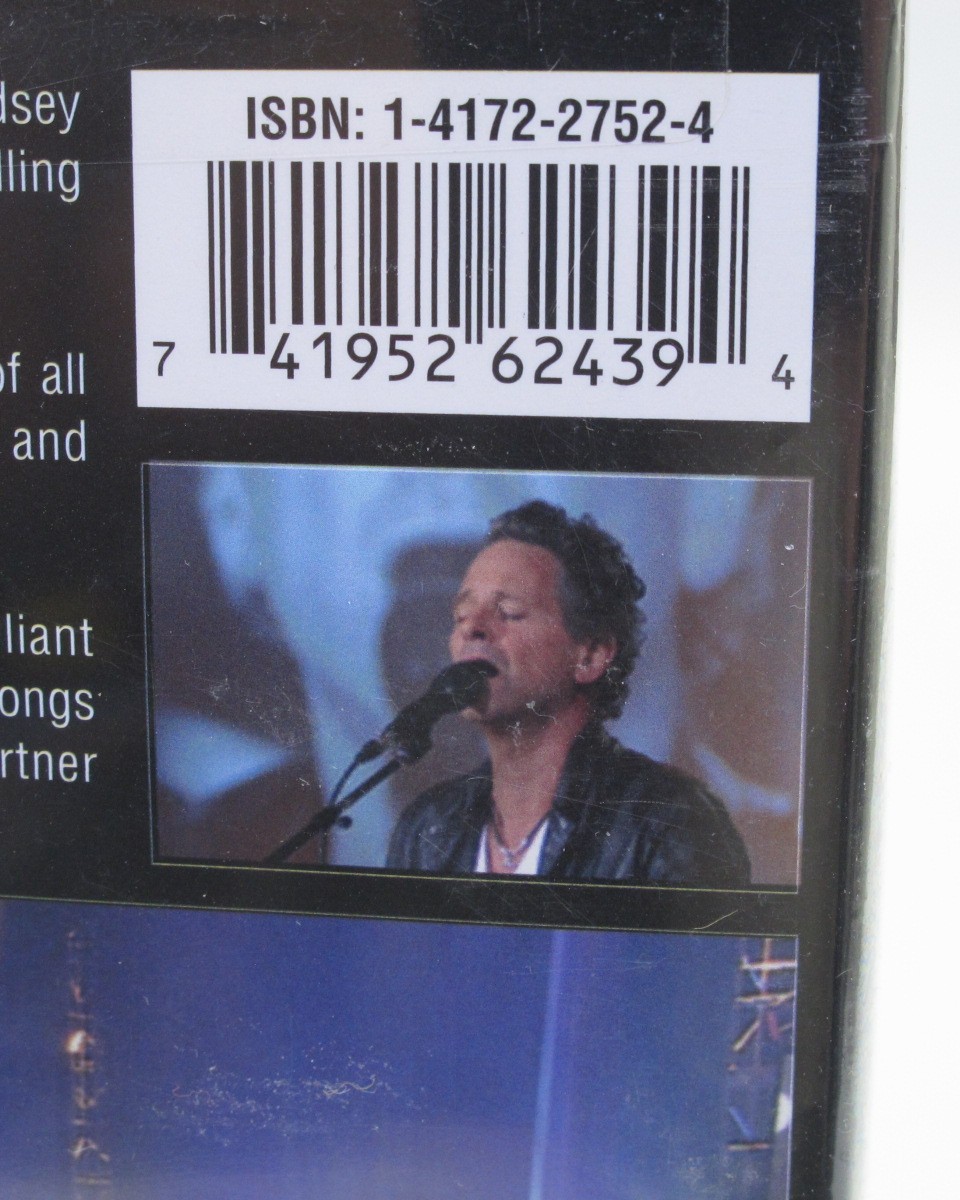 dsey
lling
of all
and
liant
ongs
rtner
ISBN: 1-4172-2752-4
7 41952 62439 4